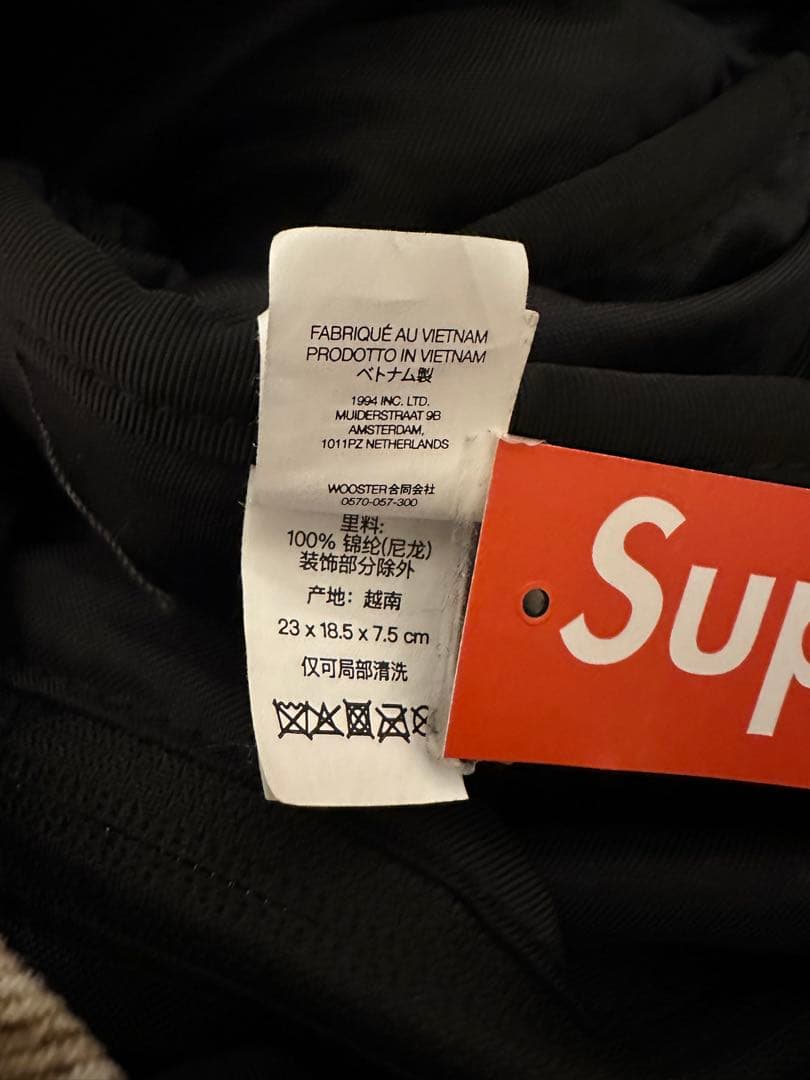 FABRIQUÉ AU VIETNAM
PRODOTTO IN VIETNAM
ベトナム製
1994 INC. LTD.
MUIDERSTRAAT 9B
AMSTERDAM,
1011PZ NETHERLANDS
WOOSTER合同会社
0570-057-300
里料:
100% 锦纶(尼龙)
装饰部分除外
产地: 越南
23 x 18.5 x 7.5 cm
仅可局部清洗
Sup